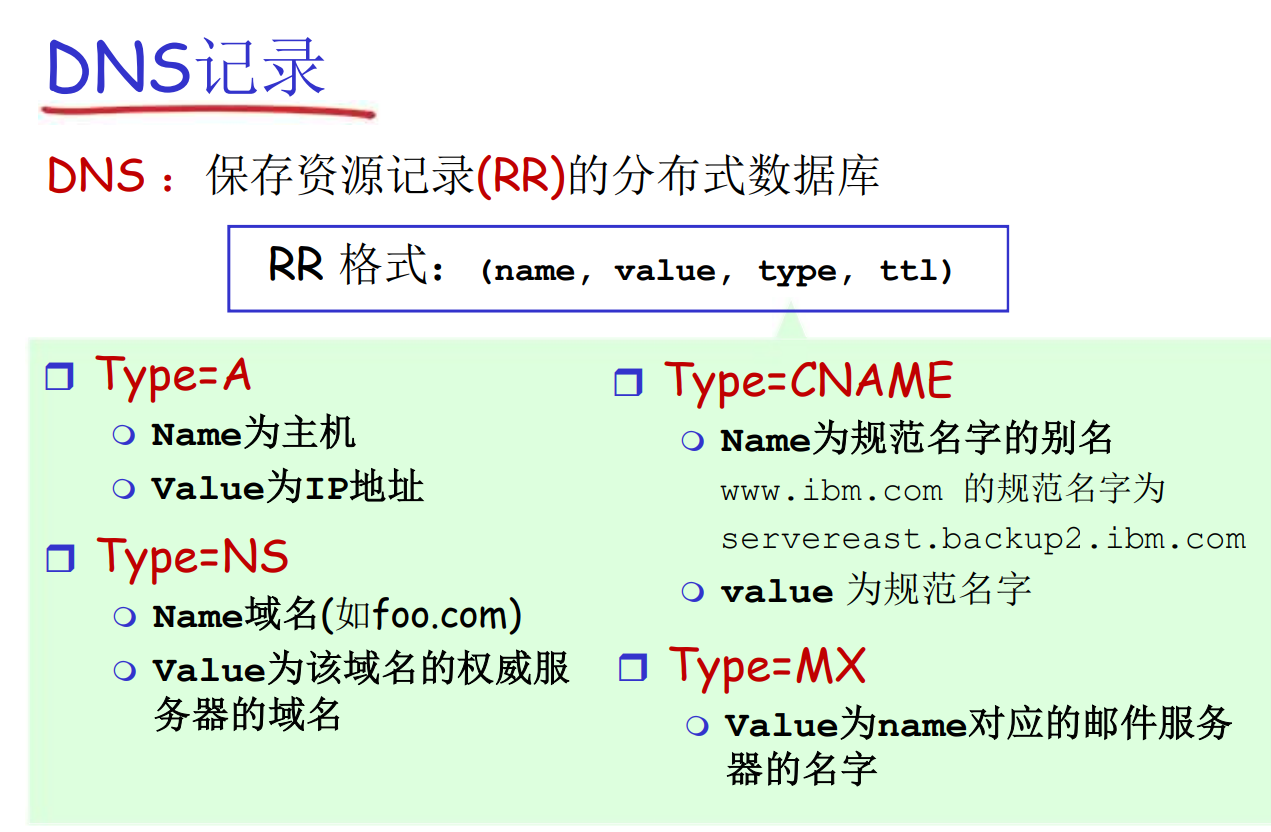 DNS记录
DNS：保存资源记录(RR)的分布式数据库
RR 格式：(name, value, type, ttl)
Type=A
Name为主机
Value为IP地址
Type=NS
Name域名(如foo.com)
Value为该域名的权威服
务器的域名
Type=CNAME
Name为规范名字的别名
www.ibm.com 的规范名字为
servereast.backup2.ibm.com
value 为规范名字
Type=MX
Value为name对应的邮件服务
器的名字